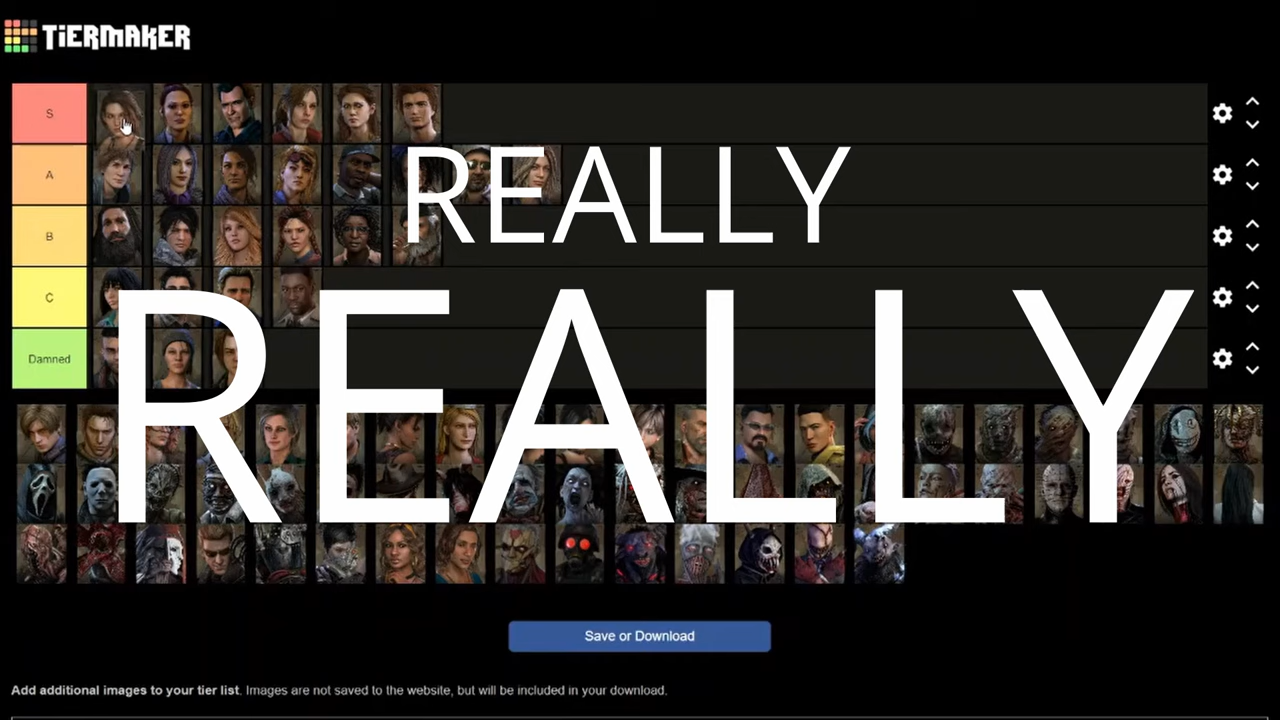 TiERMAKER
S
A
REALLY
B
C
REALLY
Damned
Save or Download
Add additional images to your tier list. Images are not saved to the website, but will be included in your download.